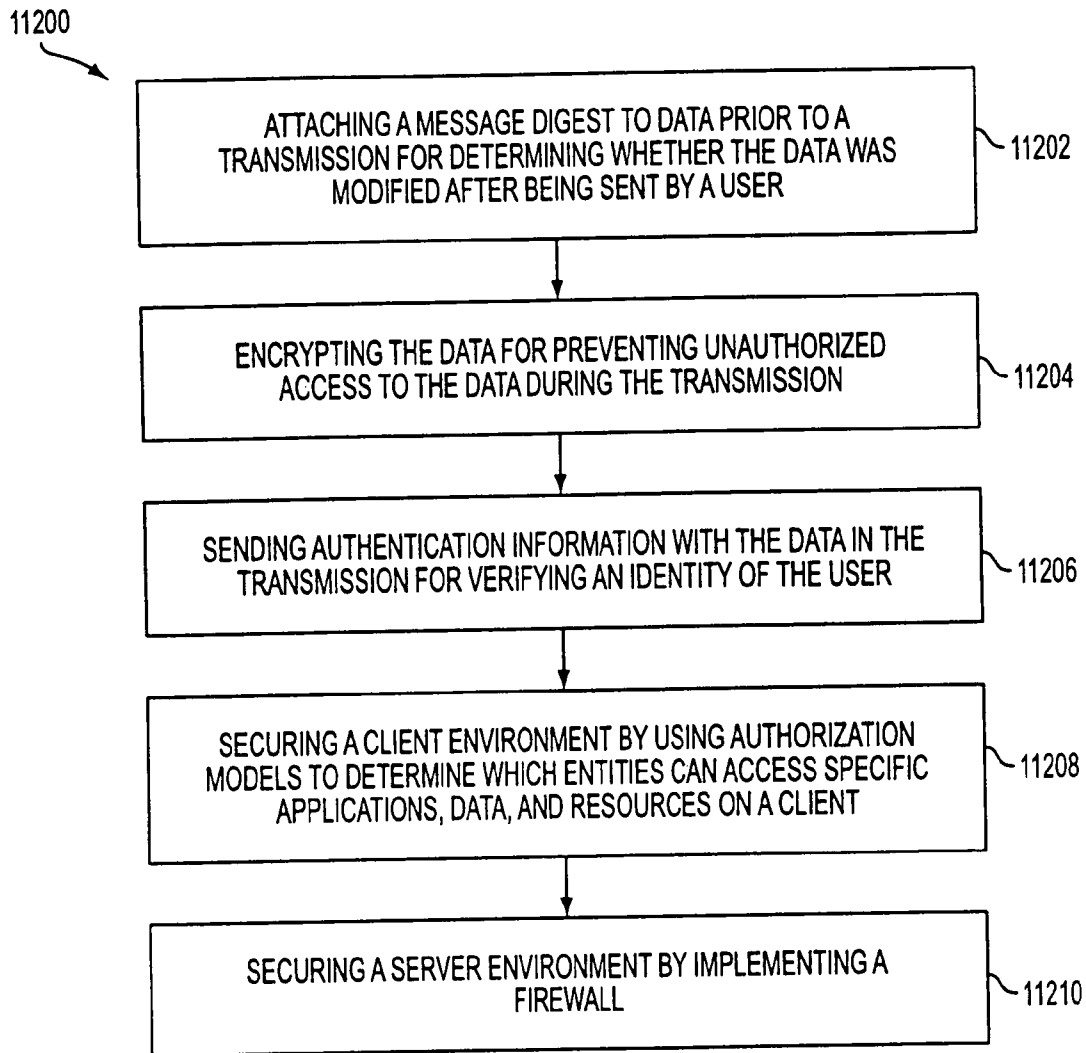 11200
ATTACHING A MESSAGE DIGEST TO DATA PRIOR TO A
TRANSMISSION FOR DETERMINING WHETHER THE DATA WAS
MODIFIED AFTER BEING SENT BY A USER
11202
ENCRYPTING THE DATA FOR PREVENTING UNAUTHORIZED
ACCESS TO THE DATA DURING THE TRANSMISSION
11204
SENDING AUTHENTICATION INFORMATION WITH THE DATA IN THE
TRANSMISSION FOR VERIFYING AN IDENTITY OF THE USER
11206
SECURING A CLIENT ENVIRONMENT BY USING AUTHORIZATION
MODELS TO DETERMINE WHICH ENTITIES CAN ACCESS SPECIFIC
APPLICATIONS, DATA, AND RESOURCES ON A CLIENT
11208
SECURING A SERVER ENVIRONMENT BY IMPLEMENTING A
FIREWALL
11210